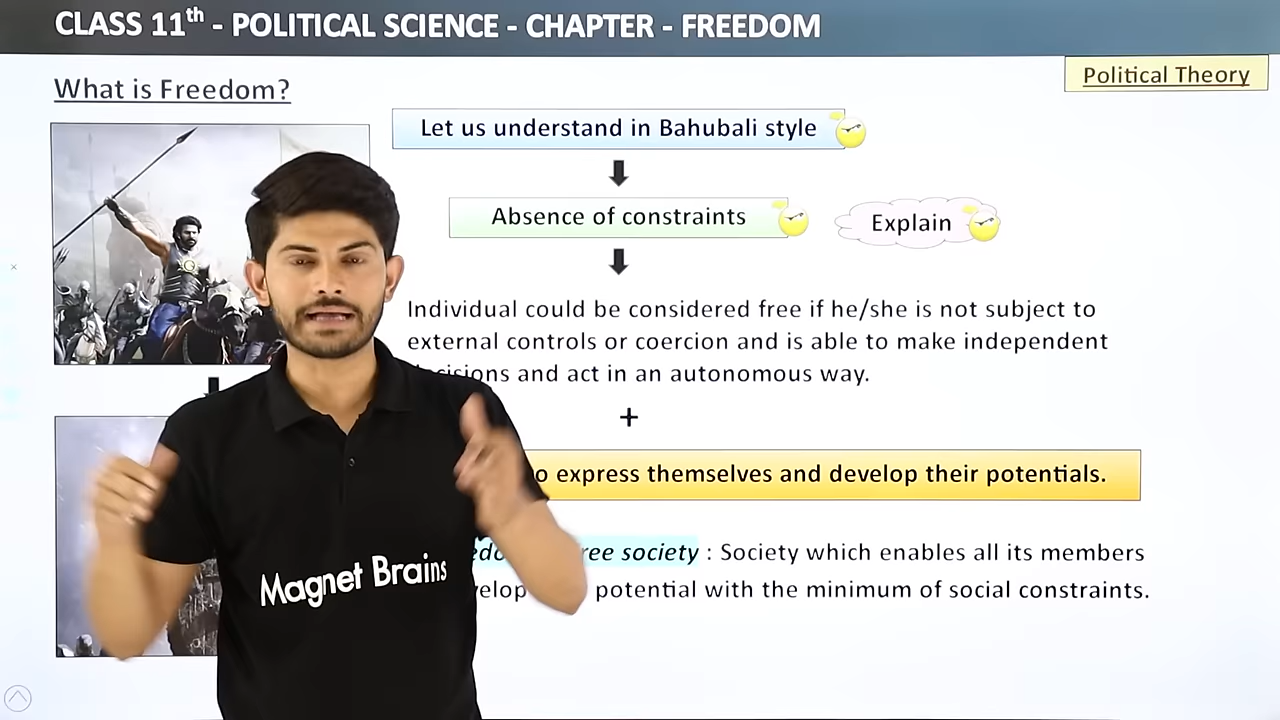 CLASS 11th - POLITICAL SCIENCE - CHAPTER - FREEDOM
Political Theory
What is Freedom?
Let us understand in Bahubali style
Absence of constraints
Explain
Individual could be considered free if he/she is not subject to
external controls or coercion and is able to make independent
and act in an autonomous way.
+
express themselves and develop their potentials.
society : Society which enables all its members
potential with the minimum of social constraints.
Magnet Brains